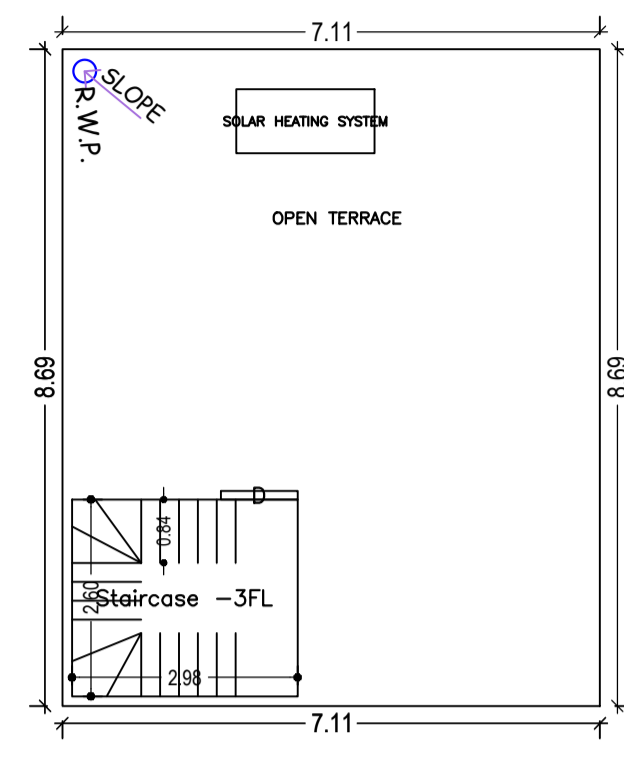 7.11
SLOPE
R.W.P.
SOLAR HEATING SYSTEM
OPEN TERRACE
8.69
8.69
D
0.84
2.60
Staircase -3FL
2.98
7.11